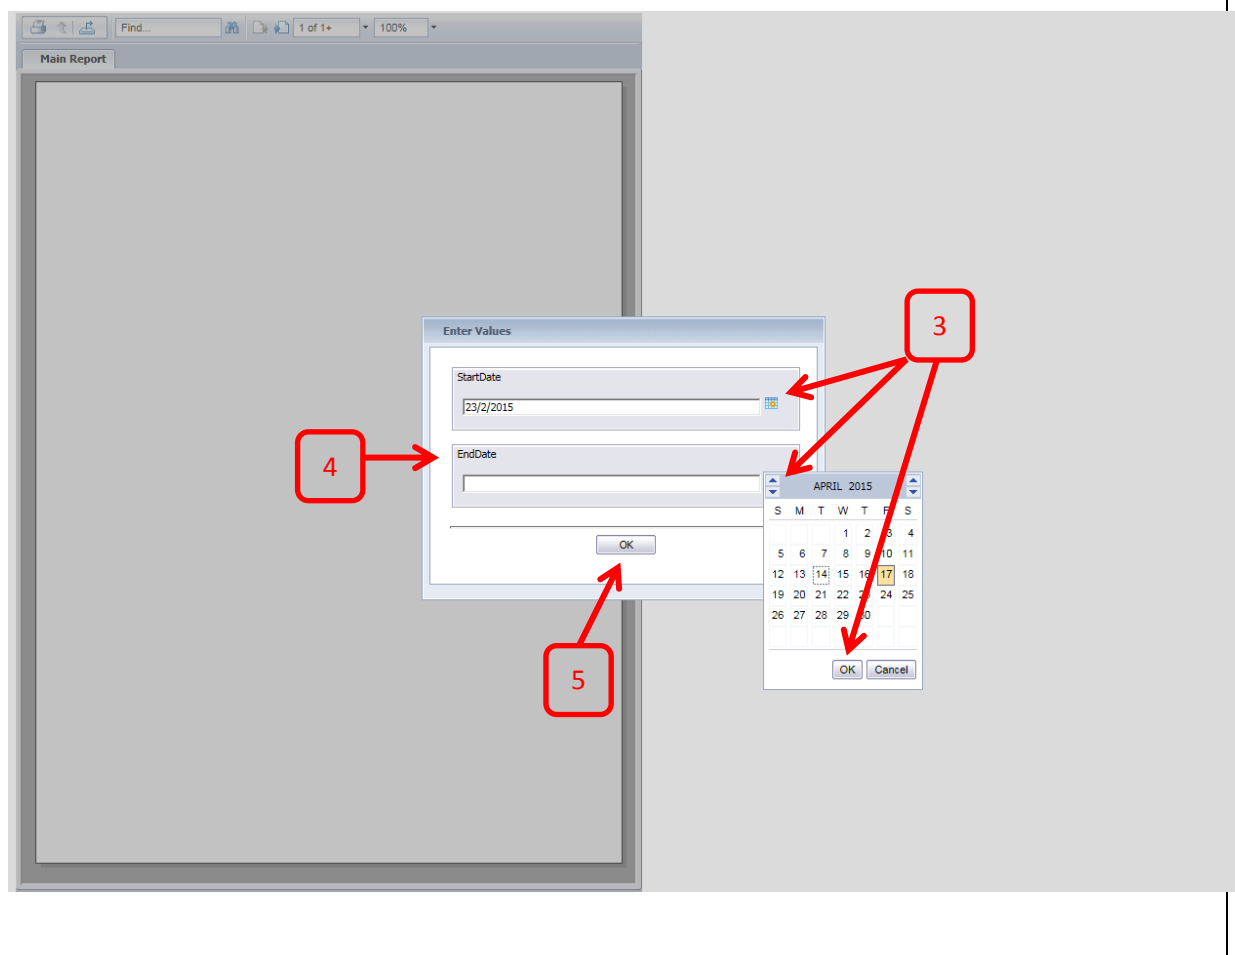 Find... 1 of 1+ 100%
Main Report
Enter Values
StartDate
23/2/2015
EndDate
OK
3
4
5
APRIL 2015
S M T W T F S
1 2 3 4
5 6 7 8 9 10 11
12 13 14 15 16 17 18
19 20 21 22 23 24 25
26 27 28 29 30
OK Cancel